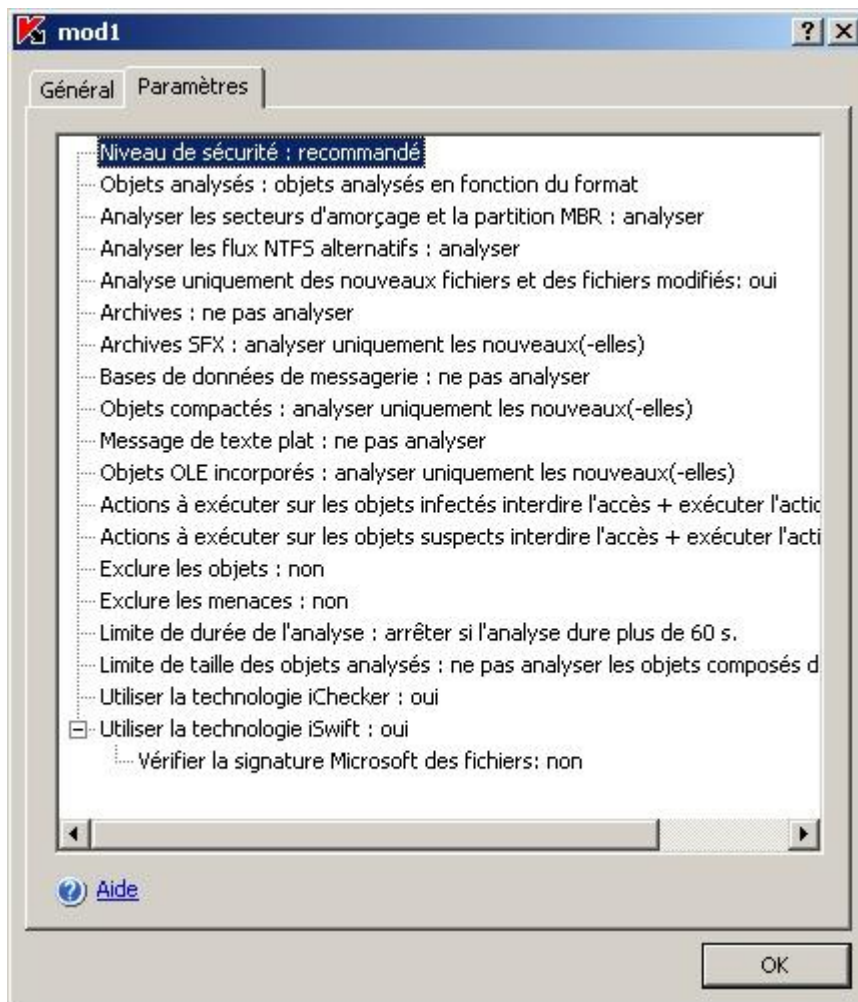 mod1
Général
Paramètres
Niveau de sécurité : recommandé
Objets analysés : objets analysés en fonction du format
Analyser les secteurs d'amorçage et la partition MBR : analyser
Analyser les flux NTFS alternatifs : analyser
Analyse uniquement des nouveaux fichiers et des fichiers modifiés: oui
Archives : ne pas analyser
Archives SFX : analyser uniquement les nouveaux(-elles)
Bases de données de messagerie : ne pas analyser
Objets compactés : analyser uniquement les nouveaux(-elles)
Message de texte plat : ne pas analyser
Objets OLE incorporés : analyser uniquement les nouveaux(-elles)
Actions à exécuter sur les objets infectés interdire l'accès + exécuter l'actic
Actions à exécuter sur les objets suspects interdire l'accès + exécuter l'acti
Exclure les objets : non
Exclure les menaces : non
Limite de durée de l'analyse : arrêter si l'analyse dure plus de 60 s.
Limite de taille des objets analysés : ne pas analyser les objets composés d
Utiliser la technologie iChecker : oui
Utiliser la technologie iSwift : oui
Vérifier la signature Microsoft des fichiers: non
Aide
OK